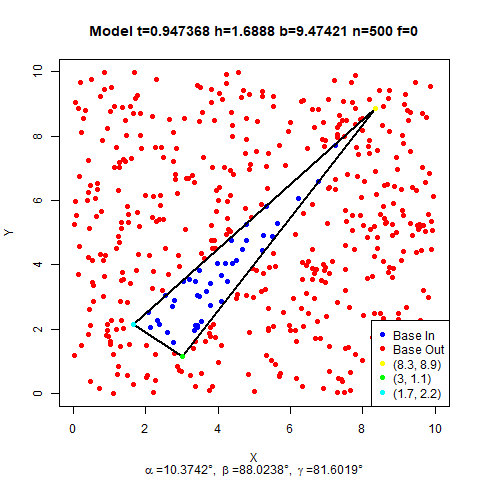 Model t=0.947368 h=1.6888 b=9.47421 n=500 f=0
Y
10
8
6
4
2
0
Base In
Base Out
(8.3, 8.9)
(3, 1.1)
(1.7, 2.2)
0 2 4 6 8 10
X
α=10.3742°, β=88.0238°, γ=81.6019°